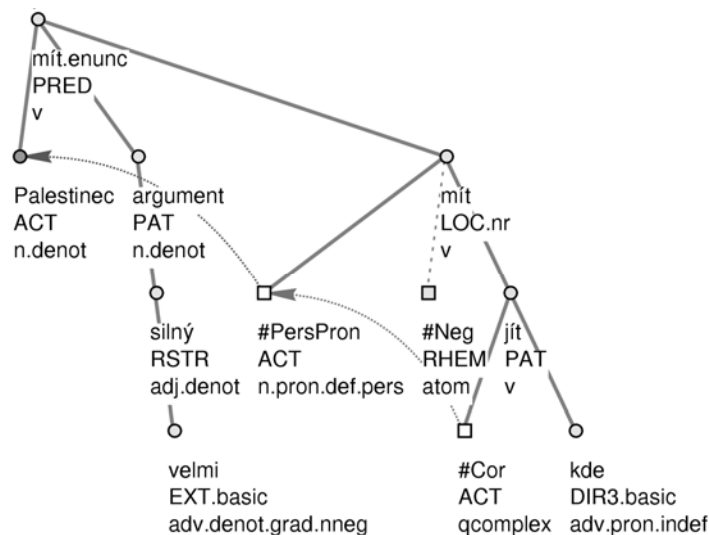 mít.enunc
PRED
v
Palestinec
ACT
n.denot
argument
PAT
n.denot
mít
LOC.nr
v
silný
RSTR
adj.denot
#PersPron
ACT
n.pron.def.pers
#Neg
RHEM
atom
jít
PAT
v
velmi
EXT.basic
adv.denot.grad.nneg
#Cor
ACT
qcomplex
kde
DIR3.basic
adv.pron.indef